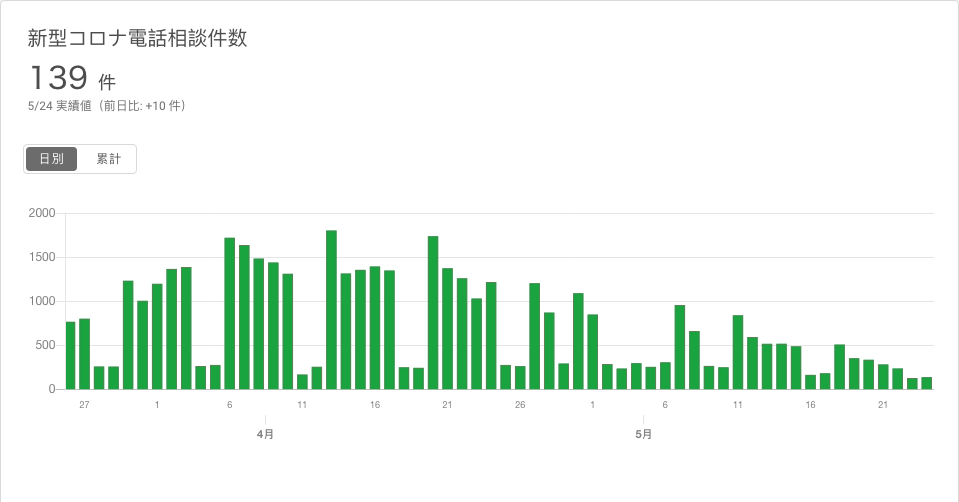 新型コロナ電話相談件数
139 件
5/24 実績値（前日比: +10 件）
日別 累計
2000
1500
1000
500
0
27 1 6 11 16 21 26 1 6 11 16 21
4月 5月